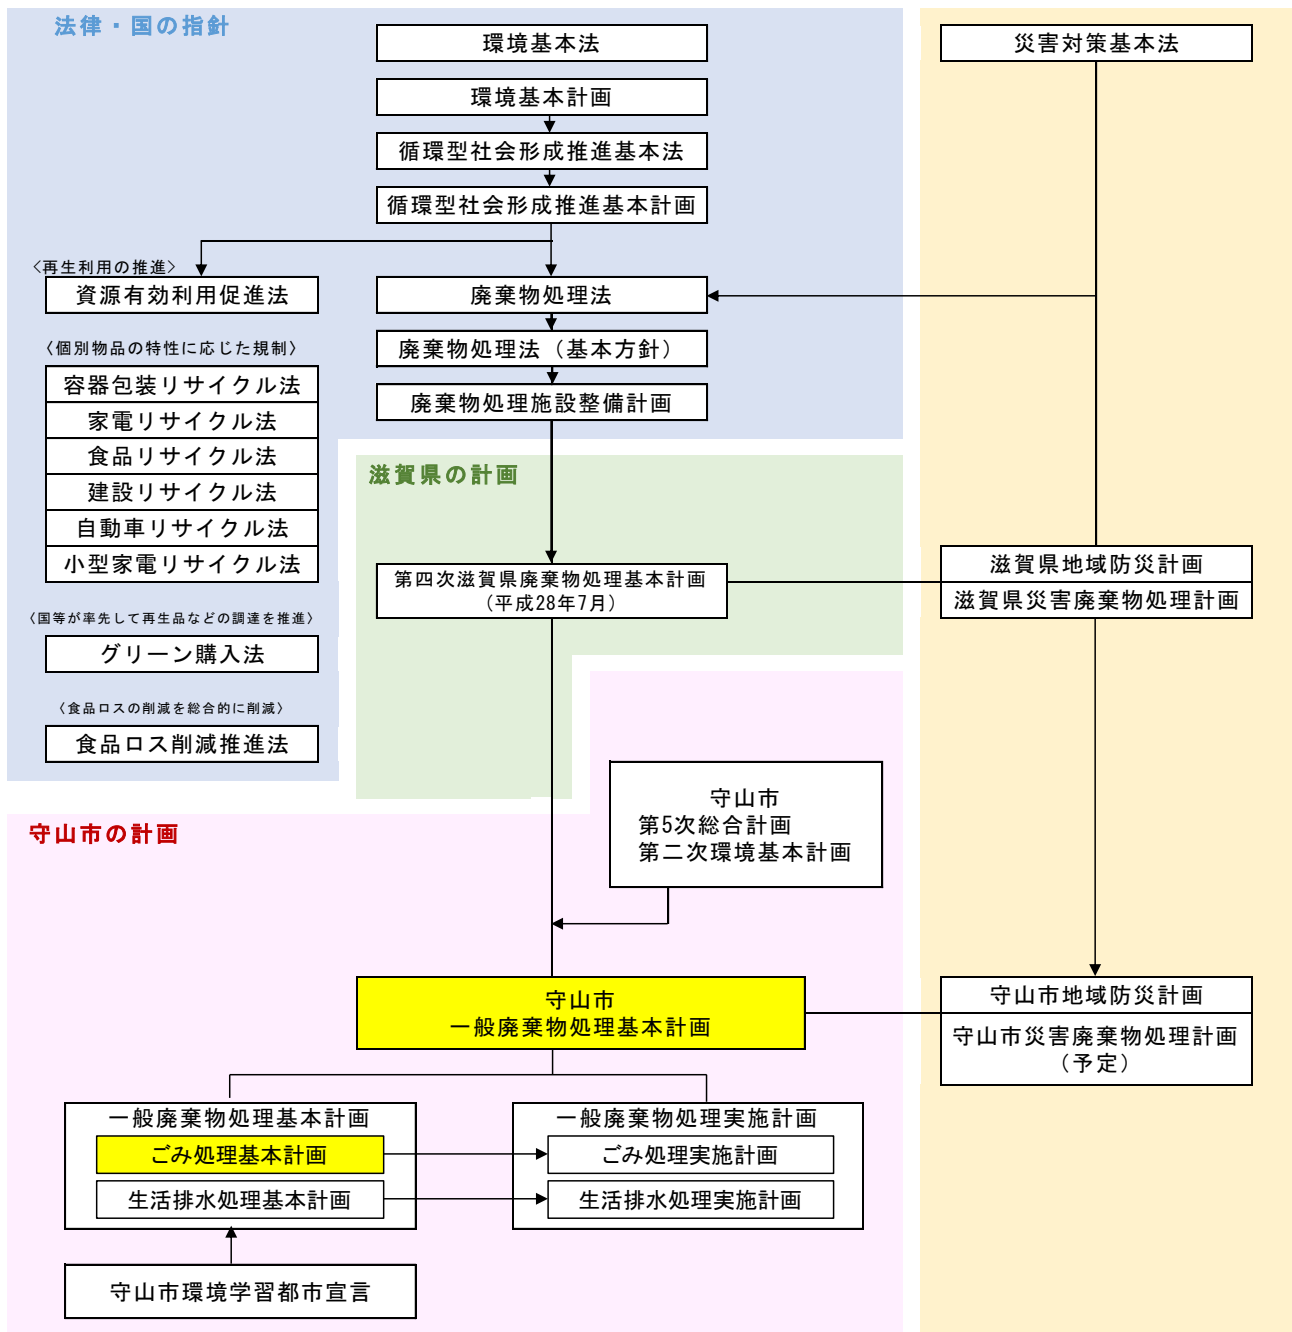 法律・国の指針
環境基本法
環境基本計画
循環型社会形成推進基本法
循環型社会形成推進基本計画
〈再生利用の推進〉
資源有効利用促進法
廃棄物処理法
〈個別物品の特性に応じた規制〉
廃棄物処理法（基本方針）
容器包装リサイクル法
廃棄物処理施設整備計画
家電リサイクル法
食品リサイクル法
建設リサイクル法
自動車リサイクル法
小型家電リサイクル法
〈国等が率先して再生品などの調達を推進〉
グリーン購入法
〈食品ロスの削減を総合的に削減〉
食品ロス削減推進法
災害対策基本法
滋賀県の計画
第四次滋賀県廃棄物処理基本計画
（平成28年7月）
滋賀県地域防災計画
滋賀県災害廃棄物処理計画
守山市の計画
守山市
第5次総合計画
第二次環境基本計画
守山市
一般廃棄物処理基本計画
守山市地域防災計画
守山市災害廃棄物処理計画
（予定）
一般廃棄物処理基本計画
ごみ処理基本計画
生活排水処理基本計画
一般廃棄物処理実施計画
ごみ処理実施計画
生活排水処理実施計画
守山市環境学習都市宣言